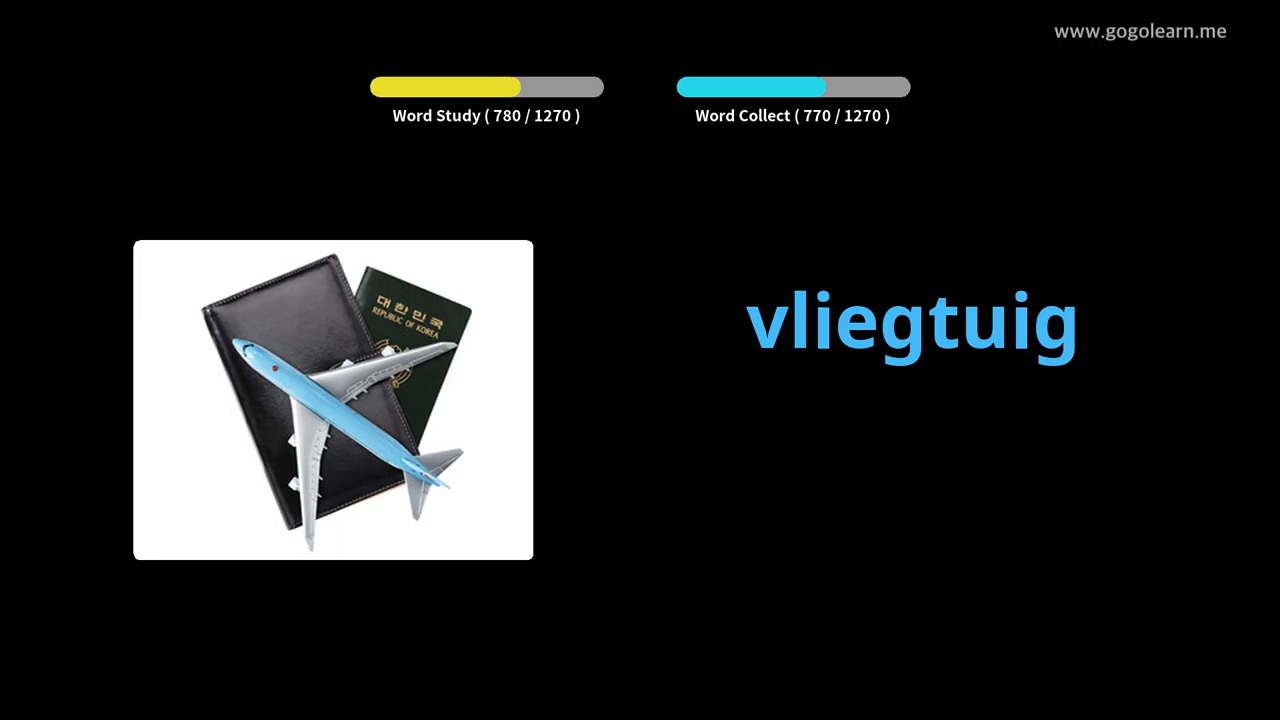 www.gogolearn.me
Word Study ( 780 / 1270 )
Word Collect ( 770 / 1270 )
대한민국
REPUBLIC OF KOREA
vliegtuig